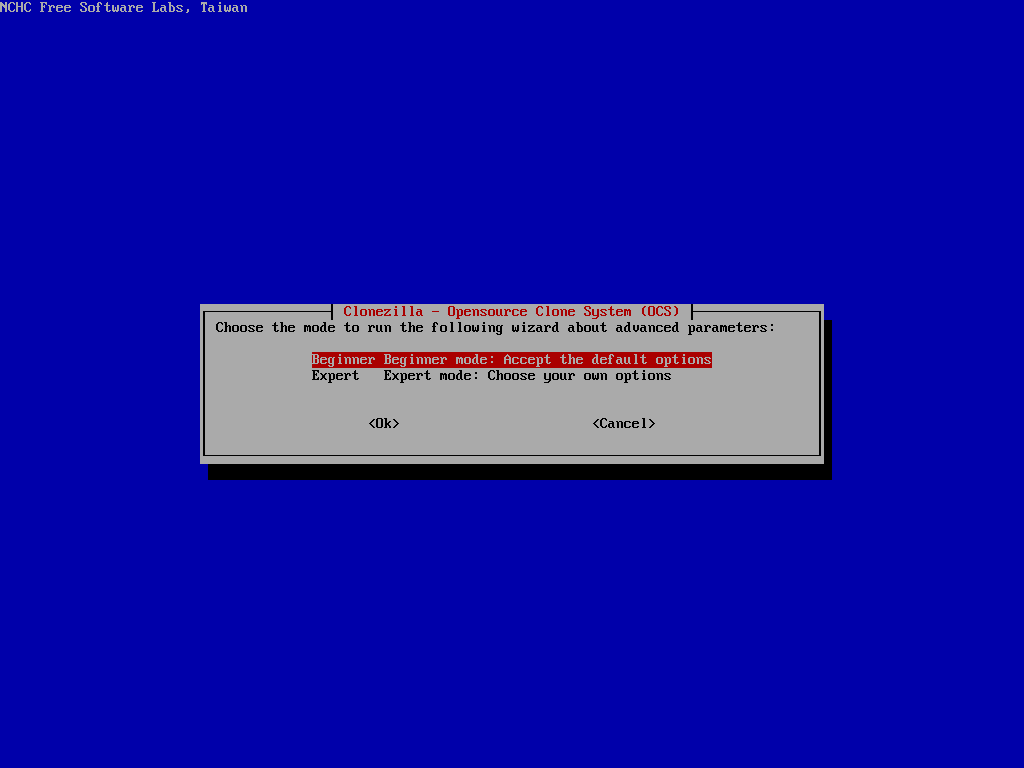 NCHC Free Software Labs, Taiwan
Clonezilla - Opensource Clone System (OCS)
Choose the mode to run the following wizard about advanced parameters:
Beginner Beginner mode: Accept the default options
Expert   Expert mode: Choose your own options
<Ok> <Cancel>